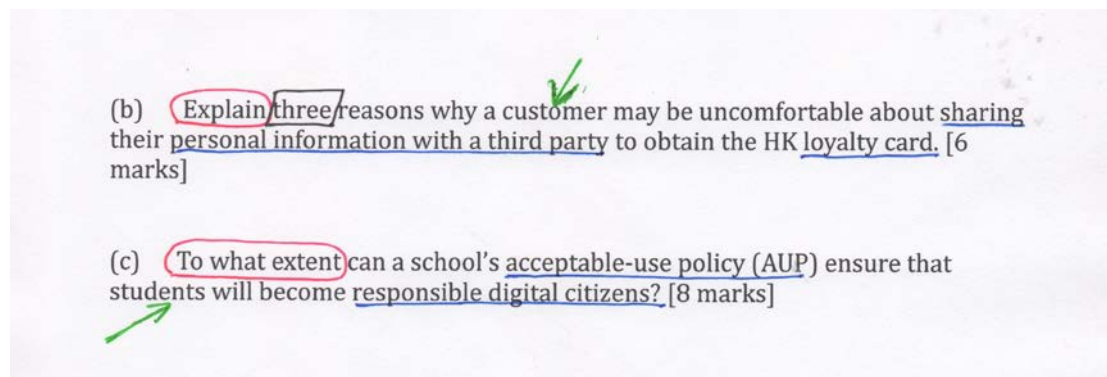 (b) Explain three reasons why a customer may be uncomfortable about sharing
their personal information with a third party to obtain the HK loyalty card. [6
marks]
(c) To what extent can a school's acceptable-use policy (AUP) ensure that
students will become responsible digital citizens? [8 marks]